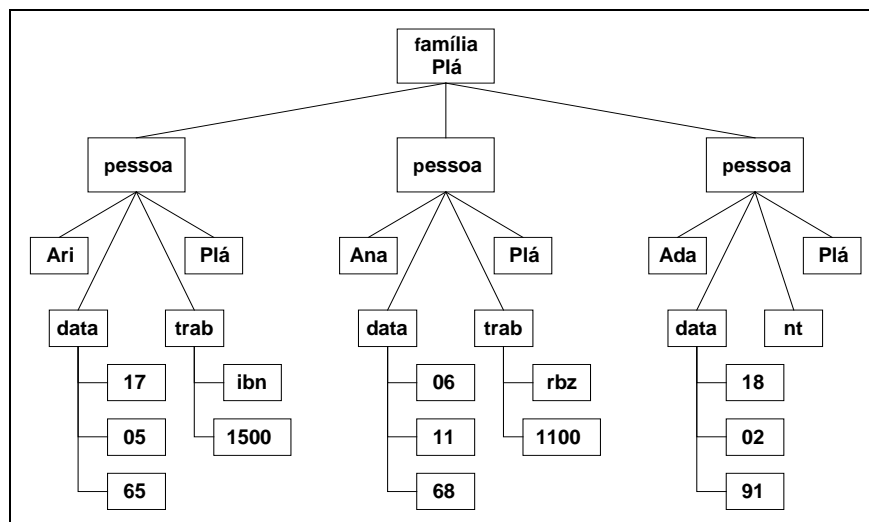 família
Plá
pessoa pessoa pessoa
Ari Plá Ana Plá Ada Plá
data trab data trab data nt
17 ibn 06 rbz 18
05 1500 11 1100 02
65 68 91